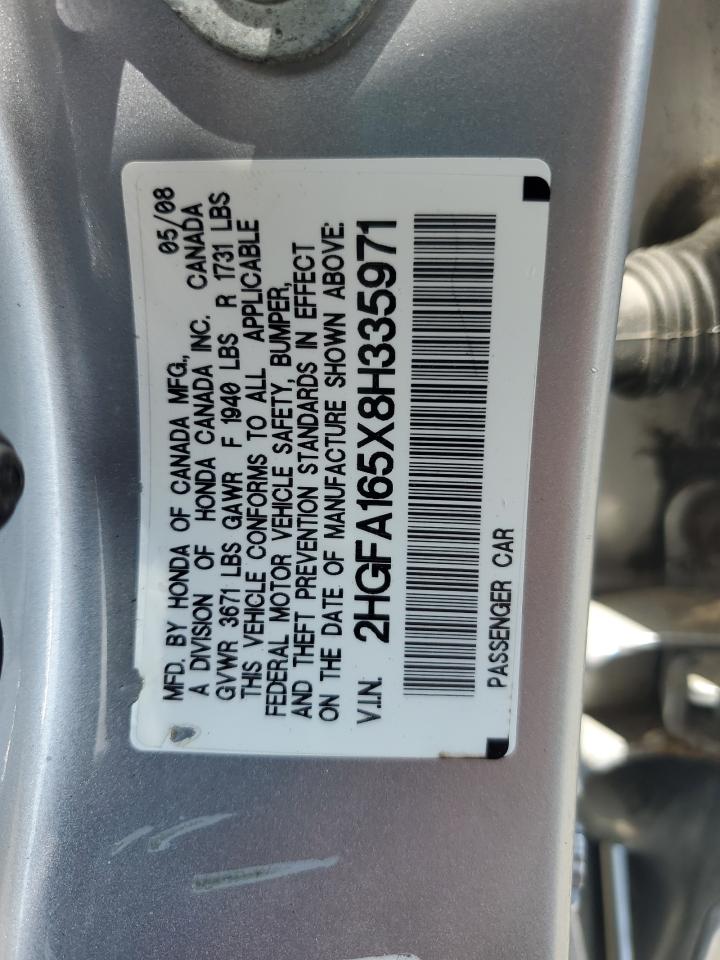 MFD. BY HONDA OF CANADA MFG., 05/08
A DIVISION OF HONDA CANADA INC. CANADA
GVWR 3671 LBS GAWR F 1940 LBS R 1731 LBS
THIS VEHICLE CONFORMS TO ALL APPLICABLE
FEDERAL MOTOR VEHICLE SAFETY, BUMPER,
AND THEFT PREVENTION STANDARDS IN EFFECT
ON THE DATE OF MANUFACTURE SHOWN ABOVE:
V.I.N. 2HGFA165X8H335971
PASSENGER CAR